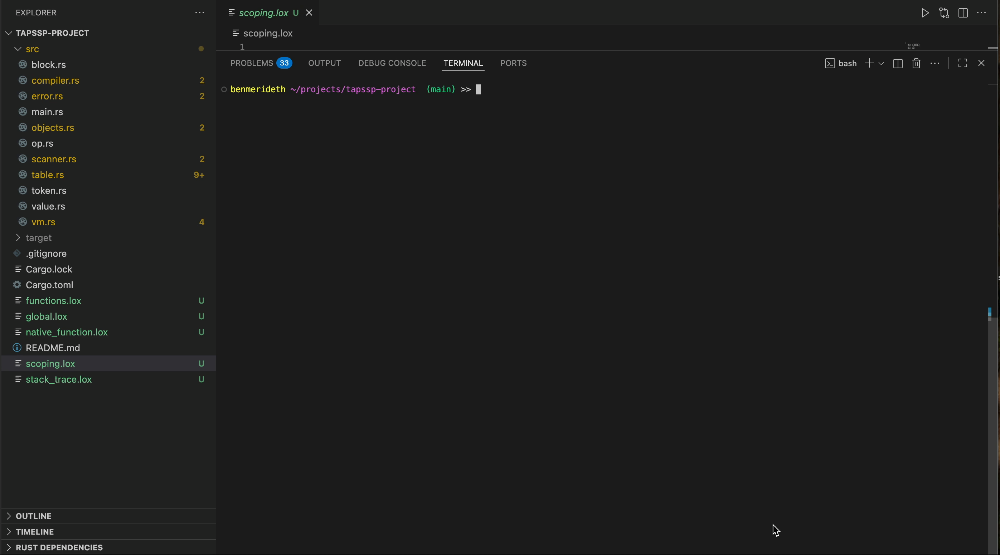 EXPLORER
TAPSSP-PROJECT
src
block.rs
compiler.rs 2
error.rs 2
main.rs
objects.rs 2
op.rs
scanner.rs 2
table.rs 9+
token.rs
value.rs
vm.rs 4
target
.gitignore
Cargo.lock
Cargo.toml
functions.lox U
global.lox U
native_function.lox U
README.md
scoping.lox U
stack_trace.lox U
OUTLINE
TIMELINE
RUST DEPENDENCIES
scoping.lox U
scoping.lox
1
PROBLEMS 33 OUTPUT DEBUG CONSOLE TERMINAL PORTS bash
benmerideth ~/projects/tapssp-project (main) >>